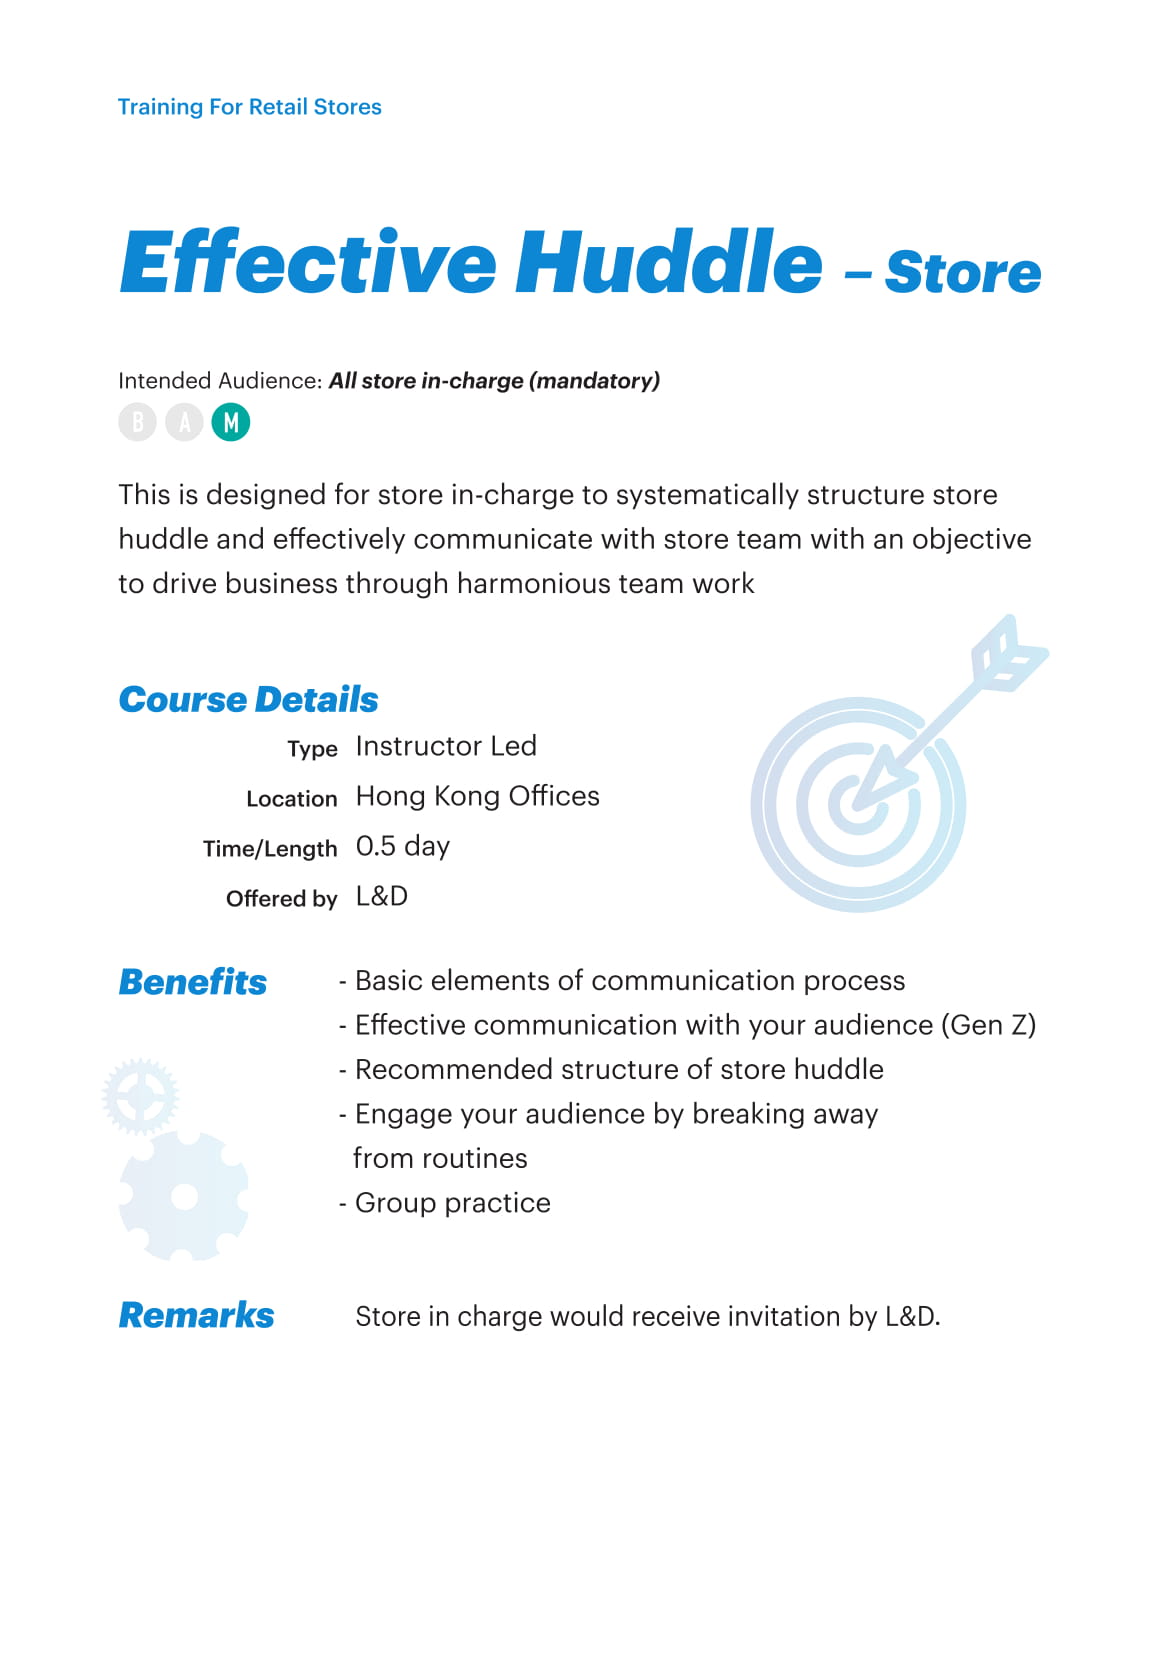 Training For Retail Stores
Effective Huddle – Store
Intended Audience: All store in-charge (mandatory)
B A M
This is designed for store in-charge to systematically structure store
huddle and effectively communicate with store team with an objective
to drive business through harmonious team work
Course Details
Type Instructor Led
Location Hong Kong Offices
Time/Length 0.5 day
Offered by L&D
Benefits - Basic elements of communication process
- Effective communication with your audience (Gen Z)
- Recommended structure of store huddle
- Engage your audience by breaking away
from routines
- Group practice
Remarks Store in charge would receive invitation by L&D.